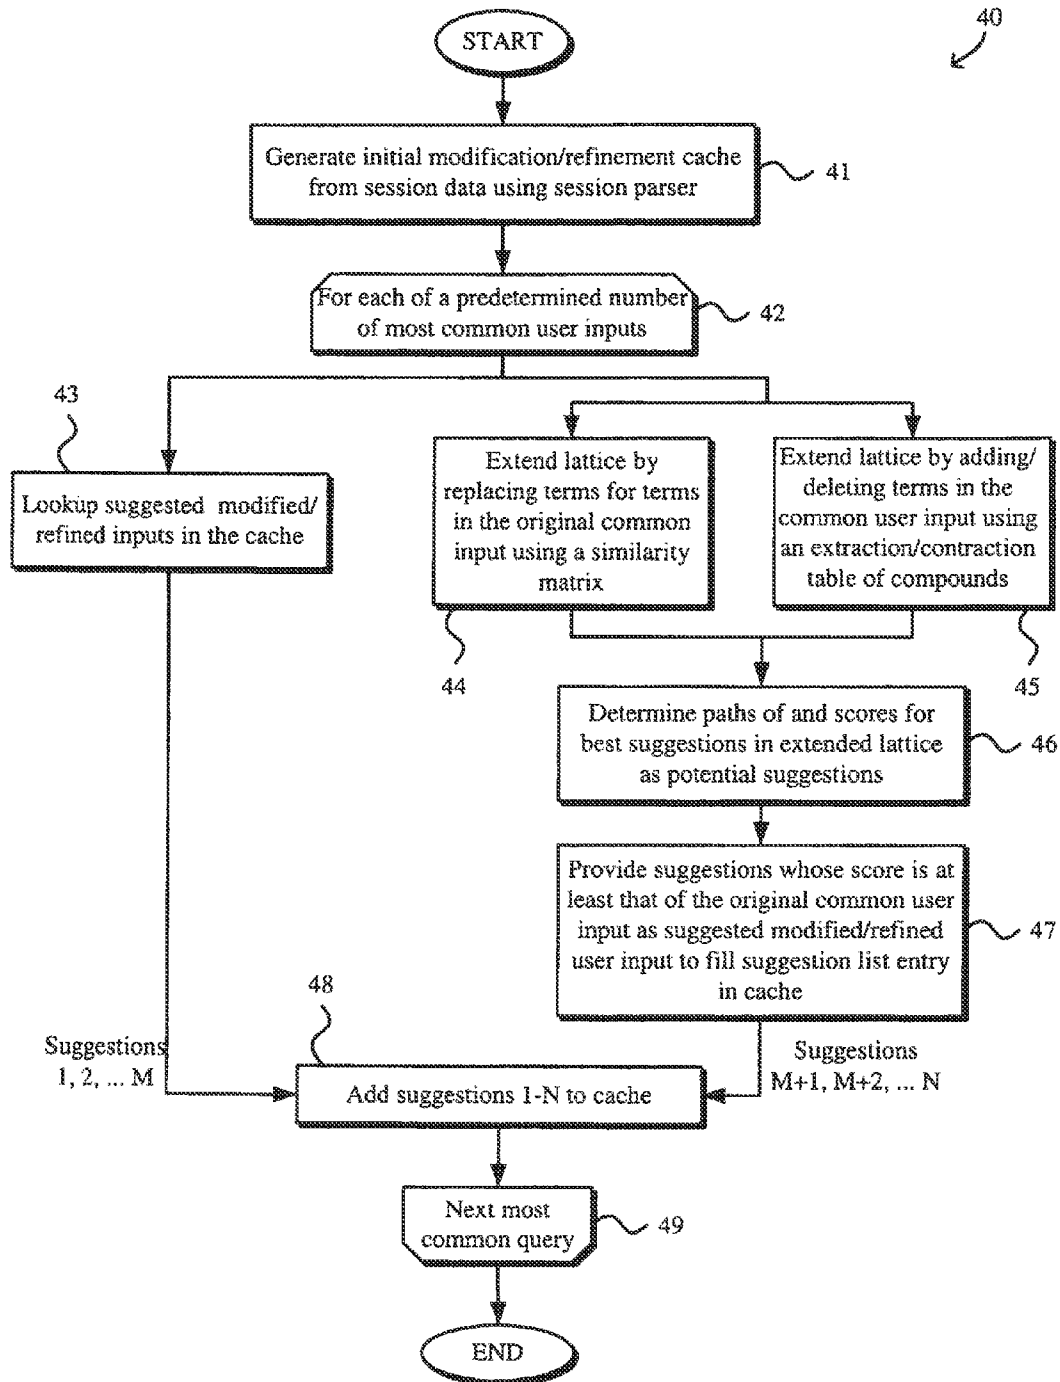 40
START
Generate initial modification/refinement cache
from session data using session parser
41
For each of a predetermined number
of most common user inputs
42
43
Lookup suggested modified/
refined inputs in the cache
Extend lattice by
replacing terms for terms
in the original common
input using a similarity
matrix
44
Extend lattice by adding/
deleting terms in the
common user input using
an extraction/contraction
table of compounds
45
Determine paths of and scores for
best suggestions in extended lattice
as potential suggestions
46
Provide suggestions whose score is at
least that of the original common user
input as suggested modified/refined
user input to fill suggestion list entry
in cache
47
48
Suggestions
1, 2, ... M
Suggestions
M+1, M+2, ... N
Add suggestions 1-N to cache
Next most
common query
49
END